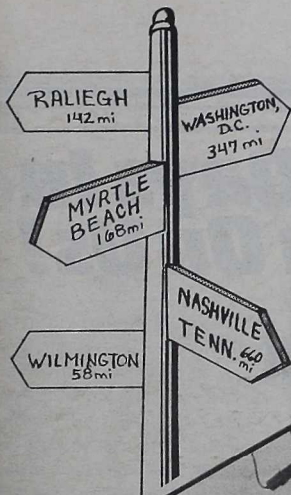 RALIEGH
142 mi
WASHINGTON,
D.C.
347 mi
MYRTLE
BEACH
168 mi
NASHVILLE
TENN. 660
mi
WILMINGTON
58 mi